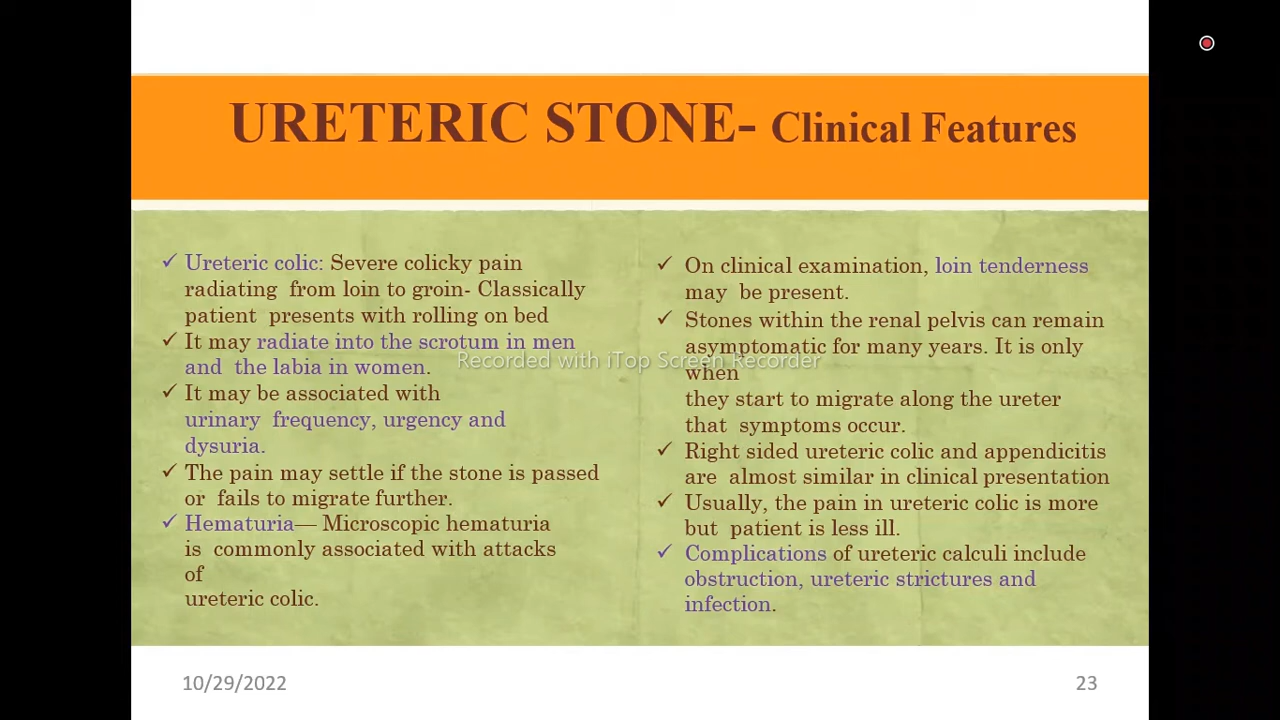 URETERIC STONE- Clinical Features
✓ Ureteric colic: Severe colicky pain
radiating from loin to groin- Classically
patient presents with rolling on bed
✓ It may radiate into the scrotum in men
and the labia in women.
✓ It may be associated with
urinary frequency, urgency and
dysuria.
✓ The pain may settle if the stone is passed
or fails to migrate further.
✓ Hematuria— Microscopic hematuria
is commonly associated with attacks
of
ureteric colic.
✓ On clinical examination, loin tenderness
may be present.
✓ Stones within the renal pelvis can remain
asymptomatic for many years. It is only
when
they start to migrate along the ureter
that symptoms occur.
✓ Right sided ureteric colic and appendicitis
are almost similar in clinical presentation
✓ Usually, the pain in ureteric colic is more
but patient is less ill.
✓ Complications of ureteric calculi include
obstruction, ureteric strictures and
infection.
Recorded with iTop Screen Recorder
10/29/2022
23